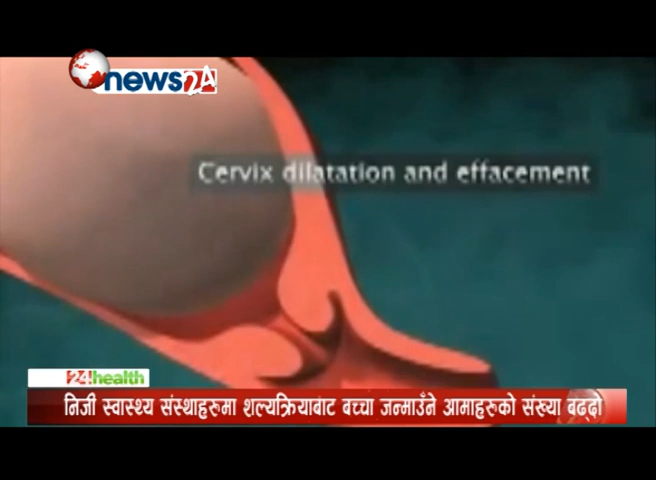 news24
Cervix dilatation and effacement
24health
निजी स्वास्थ्य संस्थाहरुमा शल्यक्रियाबाट बच्चा जन्माउँने आमाहरुको संख्या बढ्दो